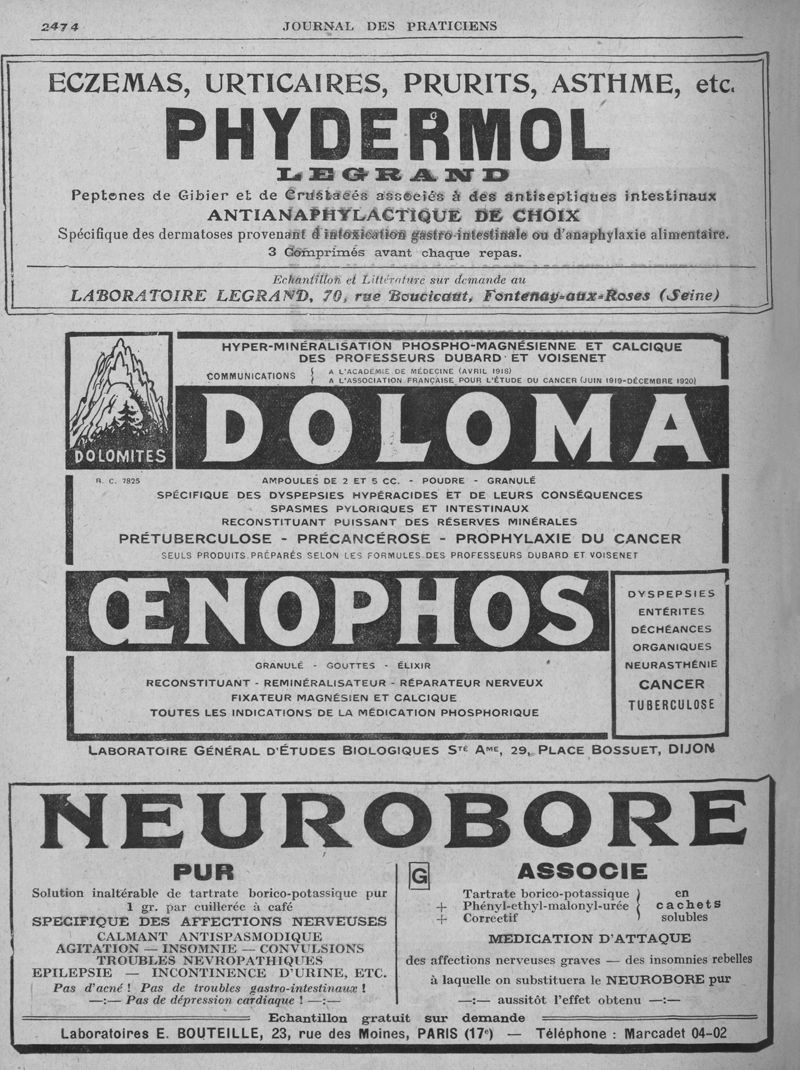 2474
JOURNAL DES PRATICIENS
ECZEMAS, URTICAIRES, PRURITS, ASTHME, etc.
PHYDERMOL
LEGRAND
Peptones de Gibier et de Crustacés associés à des antiseptiques intestinaux
ANTIANAPHYLACTIQUE DE CHOIX
Spécifique des dermatoses provenant d'intoxication gastro-intestinale ou d'anaphylaxie alimentaire.
3 Comprimés avant chaque repas.
Echantillon et Littérature sur demande au
LABORATOIRE LEGRAND, 70, rue Boucicaut, Fontenay-aux-Roses (Seine)
HYPER-MINÉRALISATION PHOSPHO-MAGNÉSIENNE ET CALCIQUE
DES PROFESSEURS DUBARD ET VOISENET
COMMUNICATIONS { A L'ACADEMIE DE MÉDECINE (AVRIL 1918)
A L'ASSOCIATION FRANÇAISE POUR L'ÉTUDE DU CANCER (JUIN 1919-DÉCEMBRE 1920)
DOLOMITES
DOLOMA
R. C. 7825
AMPOULES DE 2 ET 5 CC. - POUDRE - GRANULÉ
SPÉCIFIQUE DES DYSPEPSIES HYPÉRACIDES ET DE LEURS CONSÉQUENCES
SPASMES PYLORIQUES ET INTESTINAUX
RECONSTITUANT PUISSANT DES RÉSERVES MINÉRALES
PRÉTUBERCULOSE - PRÉCANCÉROSE - PROPHYLAXIE DU CANCER
SEULS PRODUITS PRÉPARÉS SELON LES FORMULES DES PROFESSEURS DUBARD ET VOISENET
ŒNOPHOS
GRANULÉ - GOUTTES - ÉLIXIR
RECONSTITUANT - REMINÉRALISATEUR - RÉPARATEUR NERVEUX
FIXATEUR MAGNÉSIEN ET CALCIQUE
TOUTES LES INDICATIONS DE LA MÉDICATION PHOSPHORIQUE
DYSPEPSIES
ENTÉRITES
DÉCHÉANCES
ORGANIQUES
NEURASTHÉNIE
CANCER
TUBERCULOSE
LABORATOIRE GÉNÉRAL D'ÉTUDES BIOLOGIQUES STÉ AME, 29, PLACE BOSSUET, DIJON
NEUROBORE
PUR
Solution inaltérable de tartrate borico-potassique pur
1 gr. par cuillerée à café
SPECIFIQUE DES AFFECTIONS NERVEUSES
CALMANT ANTISPASMODIQUE
AGITATION — INSOMNIE — CONVULSIONS
TROUBLES NEVROPATHIQUES
EPILEPSIE — INCONTINENCE D'URINE, ETC.
Pas d'acné ! Pas de troubles gastro-intestinaux !
—:— Pas de dépression cardiaque ! —:—
G
ASSOCIE
Tartrate borico-potassique } en
+ Phényl-ethyl-malonyl-urée } cachets
+ Correctif } solubles
MEDICATION D'ATTAQUE
des affections nerveuses graves — des insomnies rebelles
à laquelle on substituera le NEUROBORE pur
—:— aussitôt l'effet obtenu —:—
Echantillon gratuit sur demande
Laboratoires E. BOUTEILLE, 23, rue des Moines, PARIS (17e) — Téléphone : Marcadet 04-02